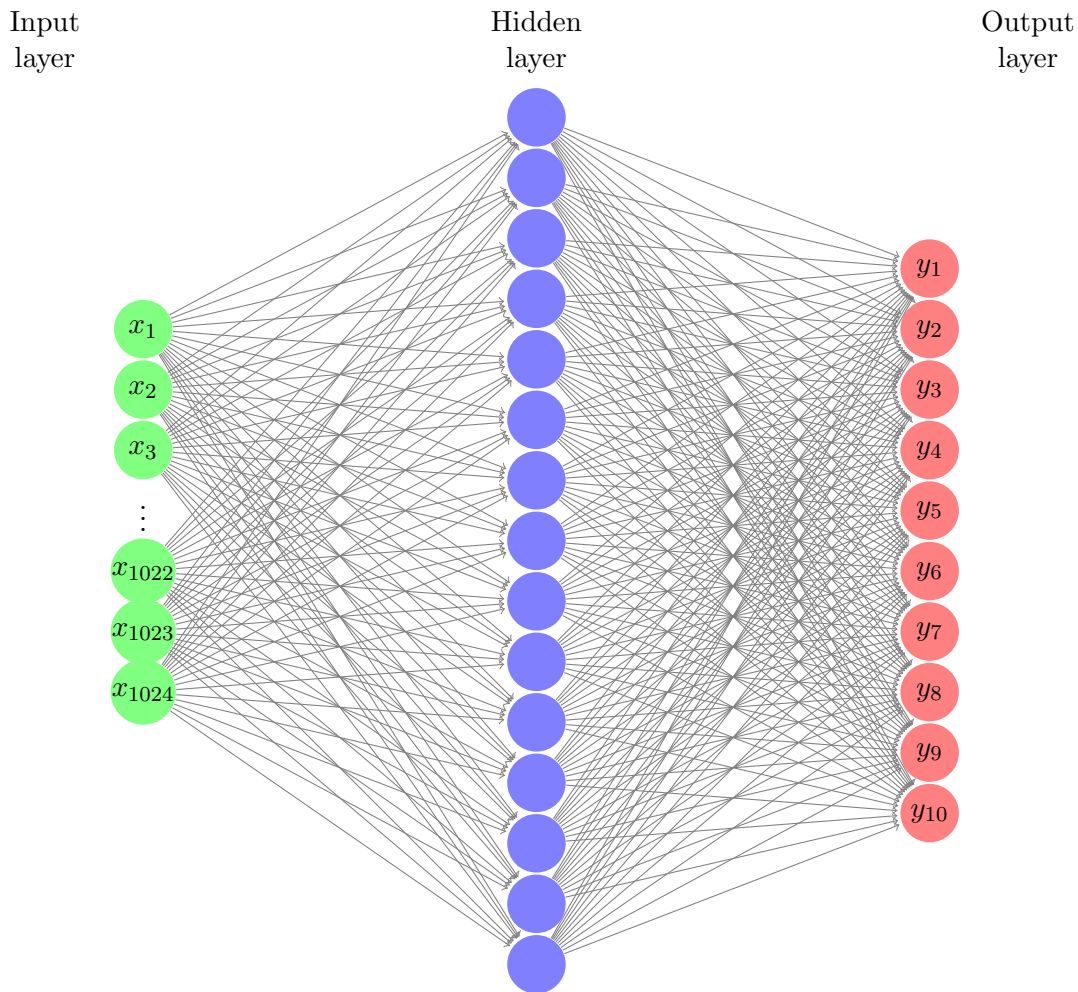 Input
layer
Hidden
layer
Output
layer
x1
x2
x3
⋮
x1022
x1023
x1024
y1
y2
y3
y4
y5
y6
y7
y8
y9
y10